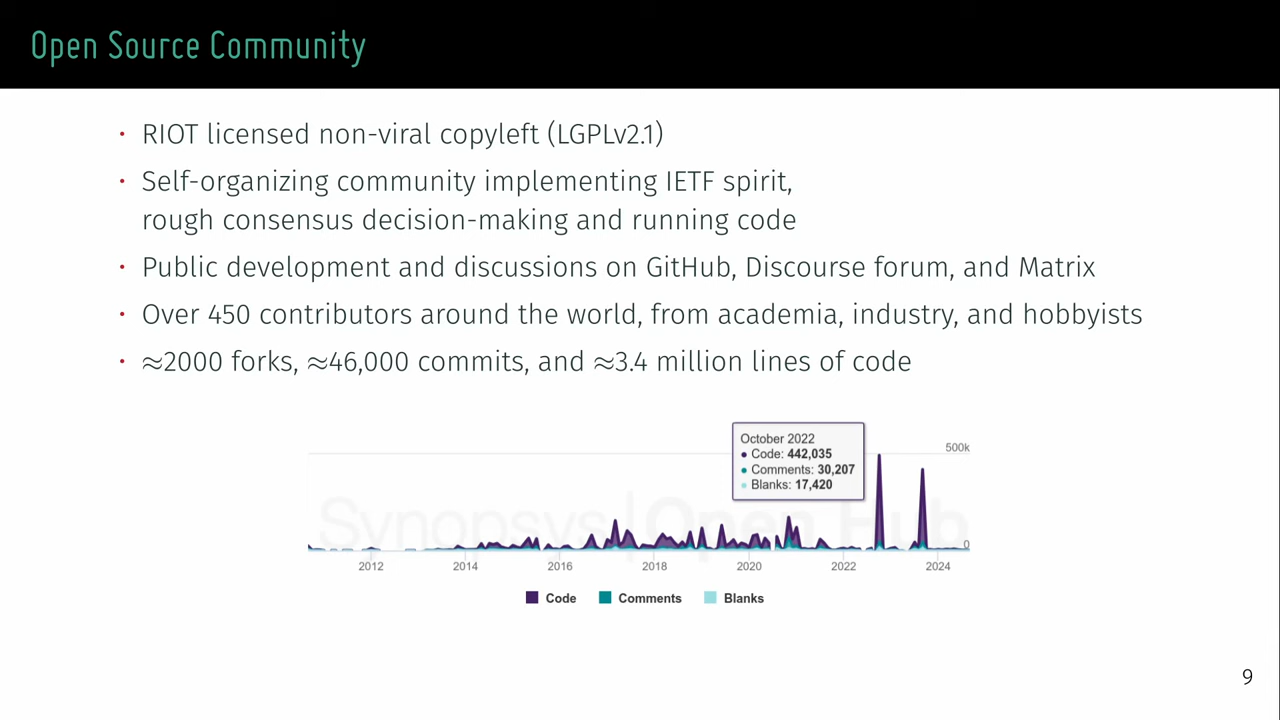 Open Source Community
· RIOT licensed non-viral copyleft (LGPLv2.1)
· Self-organizing community implementing IETF spirit,
rough consensus decision-making and running code
· Public development and discussions on GitHub, Discourse forum, and Matrix
· Over 450 contributors around the world, from academia, industry, and hobbyists
· ≈2000 forks, ≈46,000 commits, and ≈3.4 million lines of code
October 2022
● Code: 442,035
● Comments: 30,207
■ Blanks: 17,420
500k
Synopsys | Open Hub
0
2012 2014 2016 2018 2020 2022 2024
Code Comments Blanks
9